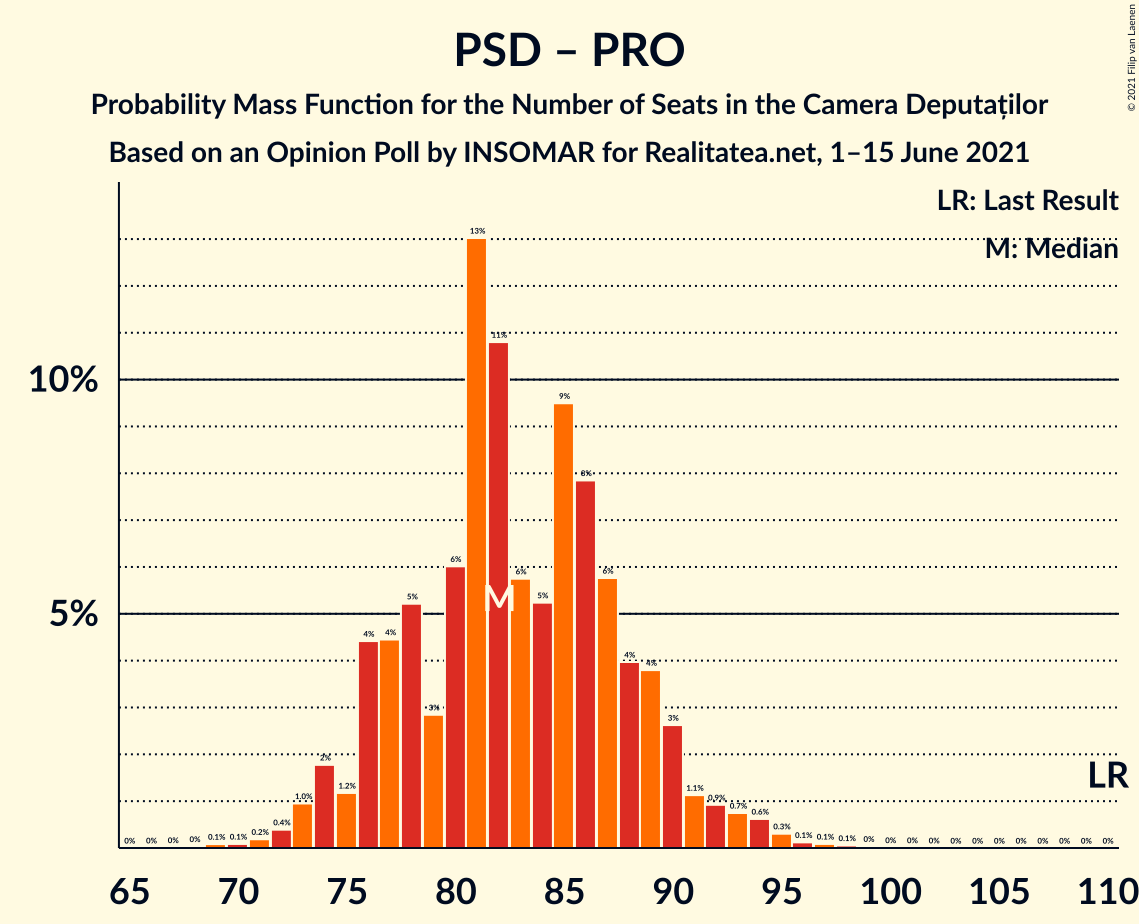 PSD – PRO
Probability Mass Function for the Number of Seats in the Camera Deputaților
Based on an Opinion Poll by INSOMAR for Realitatea.net, 1–15 June 2021
© 2021 Filip van Laenen
LR: Last Result
M: Median
10%
5%
0% 0% 0% 0% 0.1% 0.1% 0.2% 0.4% 1.0% 2% 1.2% 4% 4% 5% 3% 6% 13% 11% 6% 5% 9% 8% 6% 4% 4% 3% 1.1% 0.9% 0.7% 0.6% 0.3% 0.1% 0.1% 0.1% 0% 0% 0% 0% 0% 0% 0% 0% 0% 0% 0% 0%
M
LR
65 70 75 80 85 90 95 100 105 110